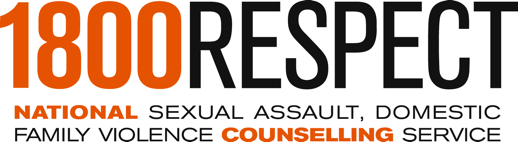 1800RESPECT
NATIONAL SEXUAL ASSAULT, DOMESTIC
FAMILY VIOLENCE COUNSELLING SERVICE